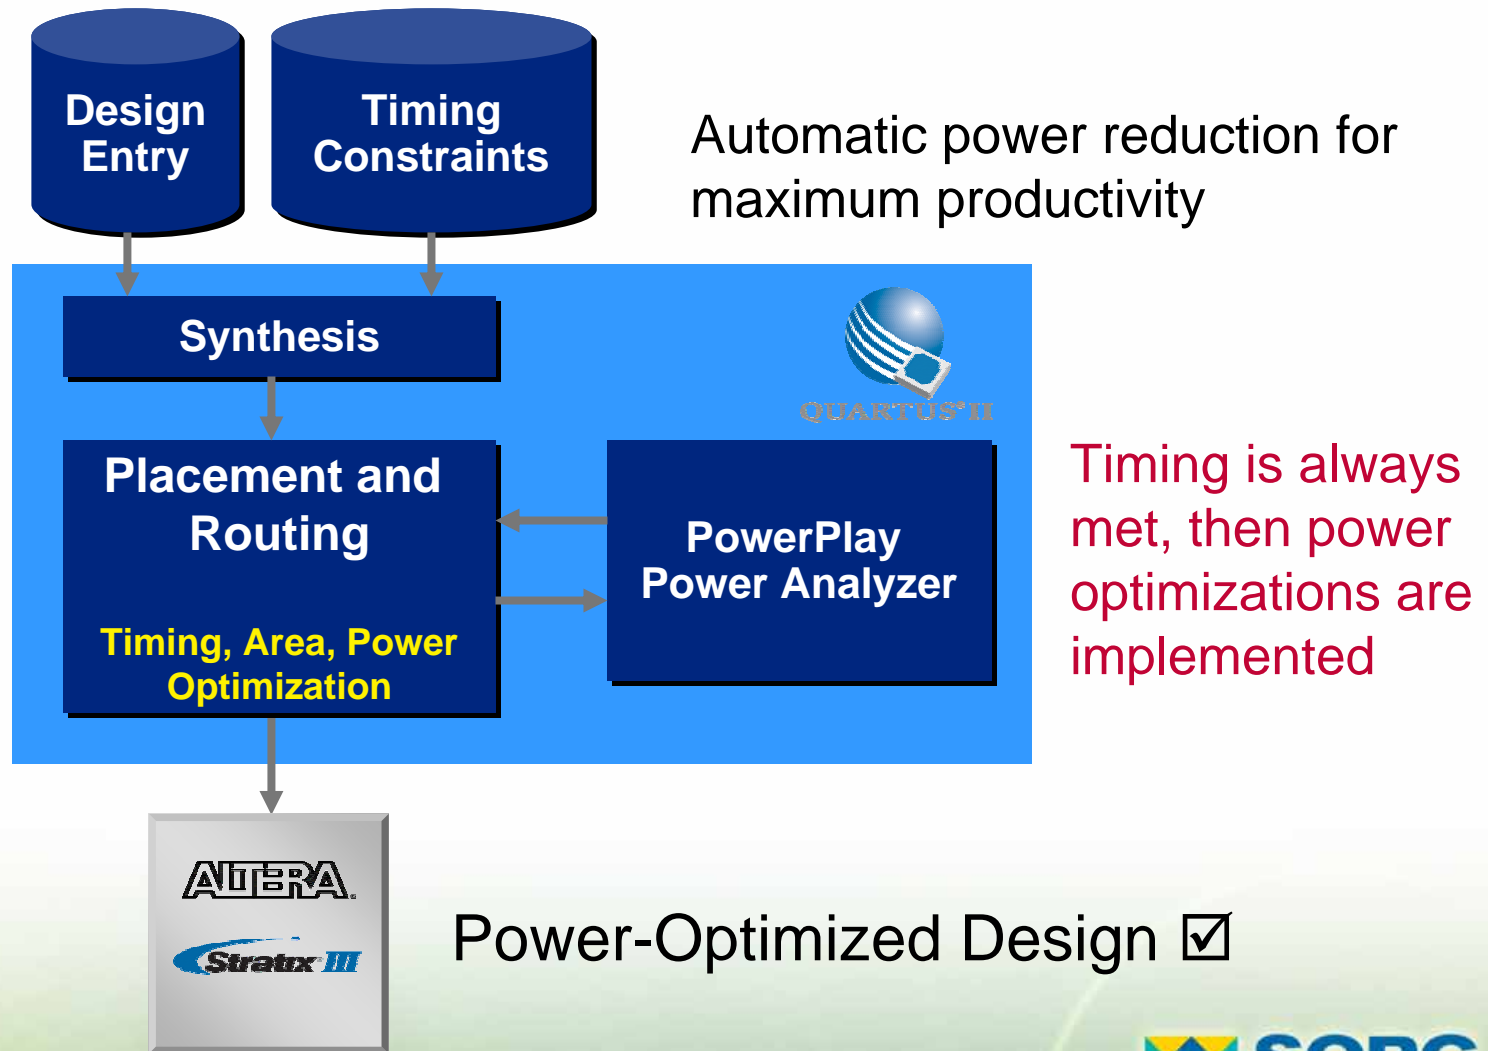 Design
Entry
Timing
Constraints
Automatic power reduction for
maximum productivity
Synthesis
QUARTUS® II
Placement and
Routing
Timing, Area, Power
Optimization
PowerPlay
Power Analyzer
Timing is always
met, then power
optimizations are
implemented
ALTERA®
Stratix III
Power-Optimized Design ☑